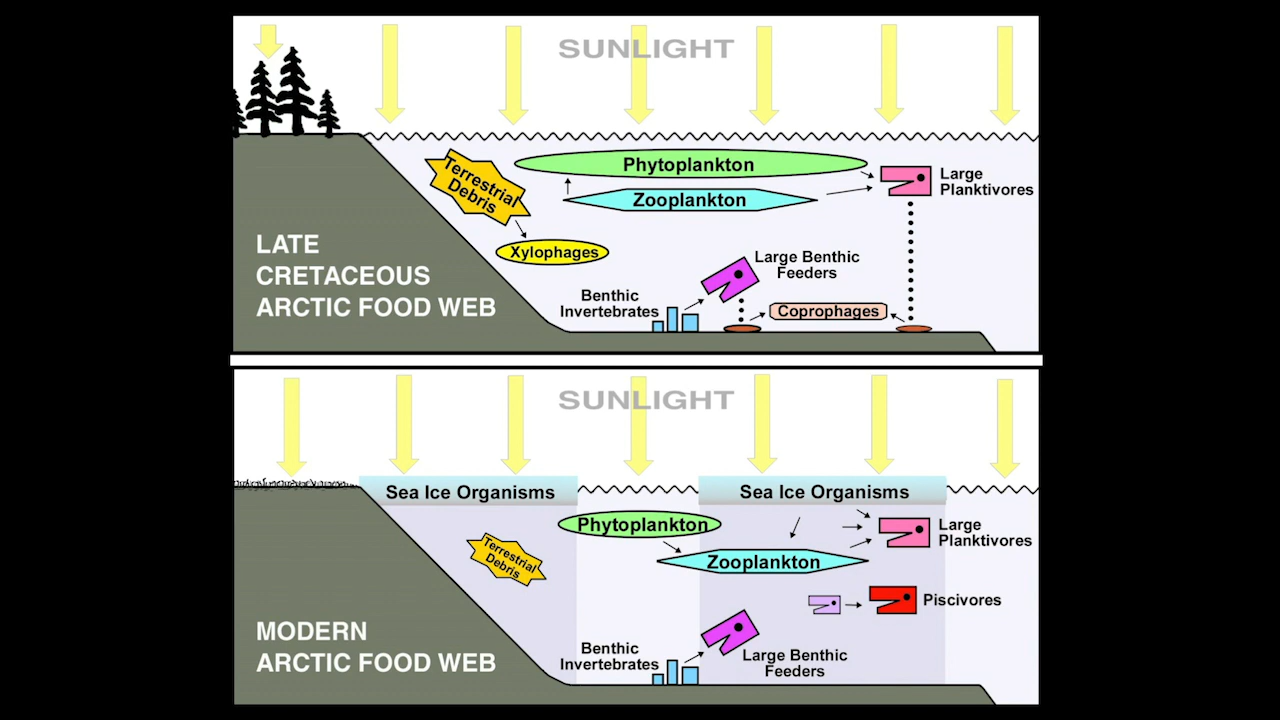 SUNLIGHT
Terrestrial
Debris
Phytoplankton
Zooplankton
Large
Planktivores
Xylophages
LATE
CRETACEOUS
ARCTIC FOOD WEB
Large Benthic
Feeders
Benthic
Invertebrates
Coprophages
SUNLIGHT
Sea Ice Organisms
Sea Ice Organisms
Phytoplankton
Large
Planktivores
Terrestrial
Debris
Zooplankton
Piscivores
MODERN
ARCTIC FOOD WEB
Benthic
Invertebrates
Large Benthic
Feeders